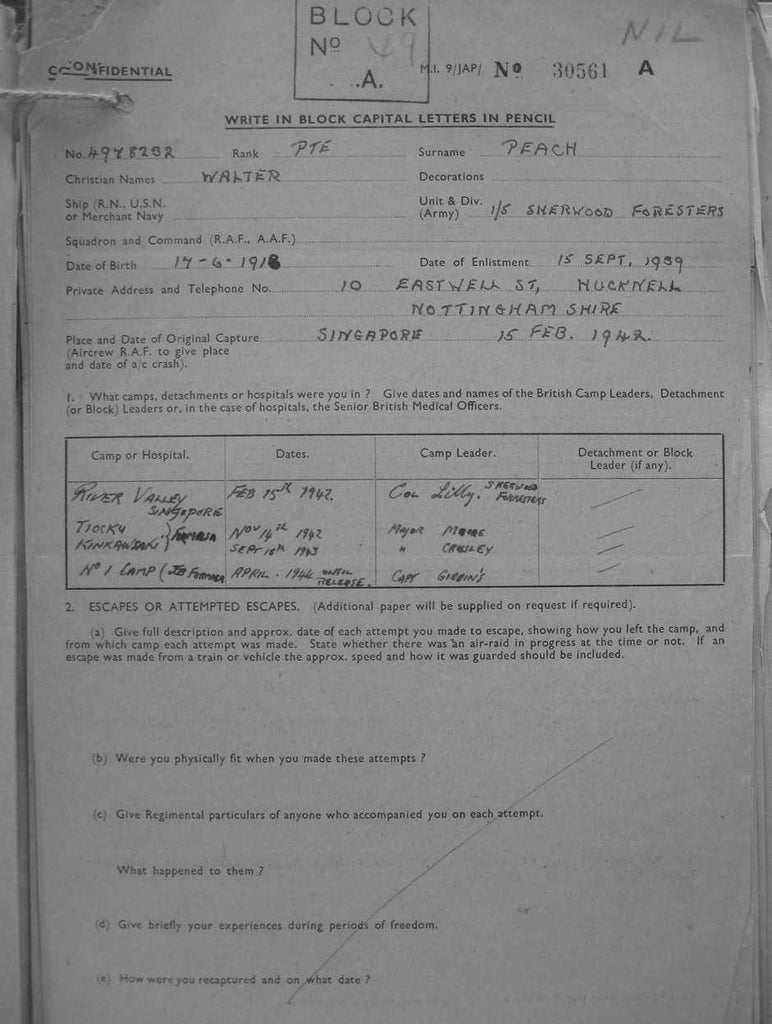 BLOCK
No 49
A.
NIL
CONFIDENTIAL
M.I. 9/JAP/ No 30561 A
WRITE IN BLOCK CAPITAL LETTERS IN PENCIL
No. 4978232 Rank PTE Surname PEACH
Christian Names WALTER Decorations
Ship (R.N., U.S.N. or Merchant Navy
Unit & Div. (Army) 1/5 SHERWOOD FORESTERS
Squadron and Command (R.A.F., A.A.F.)
Date of Birth 17-6-1918 Date of Enlistment 15 SEPT, 1939
Private Address and Telephone No. 10 EASTWELL ST, HUCKNELL
NOTTINGHAM SHIRE
Place and Date of Original Capture SINGAPORE 15 FEB. 1942.
(Aircrew R.A.F. to give place
and date of a/c crash).
1. What camps, detachments or hospitals were you in ? Give dates and names of the British Camp Leaders, Detachment
(or Block) Leaders or, in the case of hospitals, the Senior British Medical Officers.
Camp or Hospital. Dates. Camp Leader. Detachment or Block
Leader (if any).
RIVER VALLEY FEB 15TH 1942. COL Lilly. SHERWOOD FORRESTERS
SINGAPORE
TIOCKU } FORMOSA NOV 14TH 1942 Major MOORE
KINKAWSAKI SEPT 1943 " CROSLEY
No 1 CAMP ( FORMOSA APRIL. 1944 UNTIL RELEASE. CAPT GIBBIN'S
2. ESCAPES OR ATTEMPTED ESCAPES. (Additional paper will be supplied on request if required).
(a) Give full description and approx. date of each attempt you made to escape, showing how you left the camp, and
from which camp each attempt was made. State whether there was an air-raid in progress at the time or not. If an
escape was made from a train or vehicle the approx. speed and how it was guarded should be included.
(b) Were you physically fit when you made these attempts ?
(c) Give Regimental particulars of anyone who accompanied you on each attempt.
What happened to them ?
(d) Give briefly your experiences during periods of freedom.
(e) How were you recaptured and on what date ?